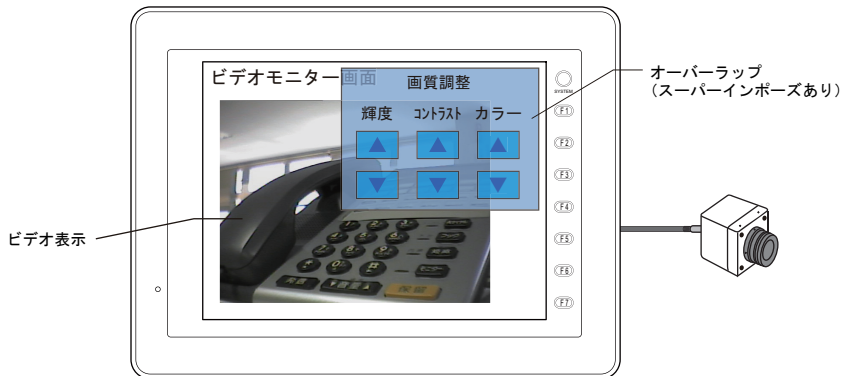 ビデオモニター画面
画質調整
輝度 コントラスト カラー
オーバーラップ
（スーパーインポーズあり）
SYSTEM
F1
F2
F3
F4
F5
F6
F7
ビデオ表示